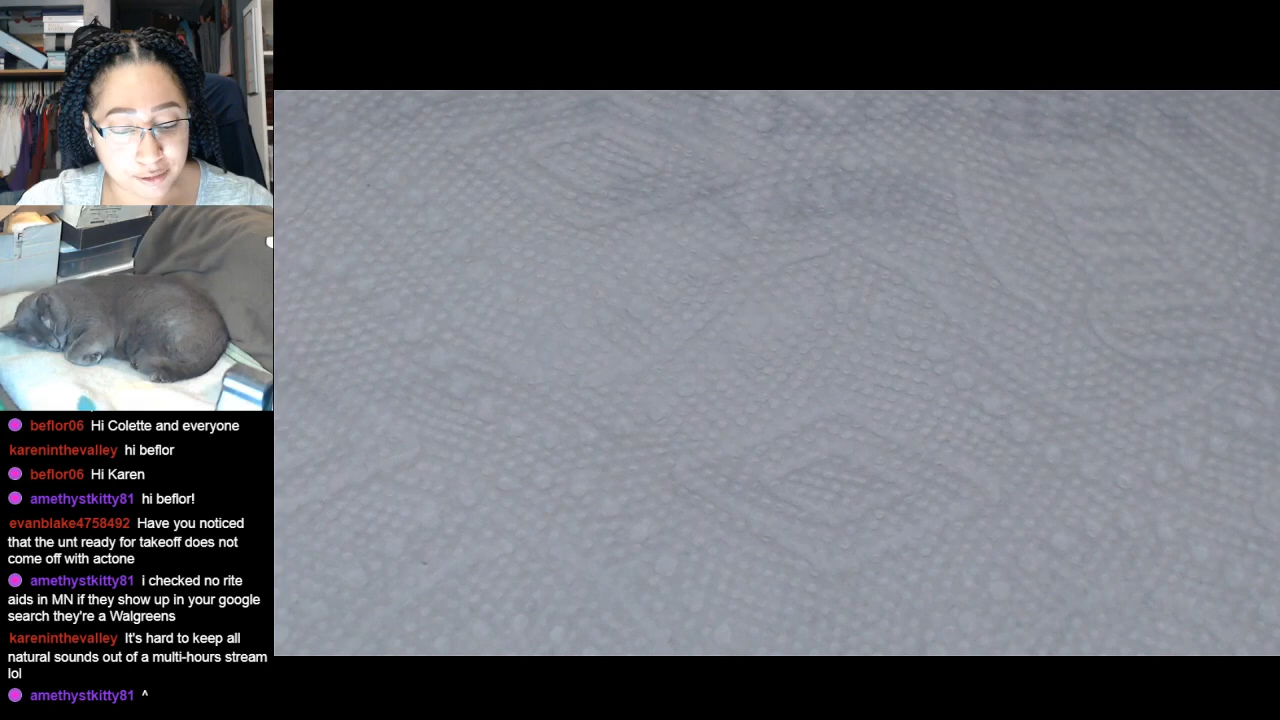 beflor06 Hi Colette and everyone
kareninthevalley hi beflor
beflor06 Hi Karen
amethystkitty81 hi beflor!
evanblake4758492 Have you noticed
that the unt ready for takeoff does not
come off with actone
amethystkitty81 i checked no rite
aids in MN if they show up in your google
search they're a Walgreens
kareninthevalley It's hard to keep all
natural sounds out of a multi-hours stream
lol
amethystkitty81 ^